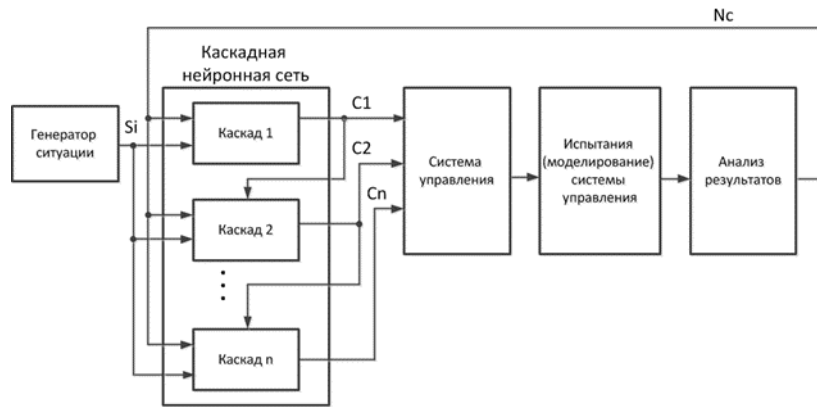 Nc
Каскадная
нейронная сеть
Генератор
ситуации
Si
Каскад 1
C1
Каскад 2
C2
Каскад n
Cn
Система
управления
Испытания
(моделирование)
системы
управления
Анализ
результатов